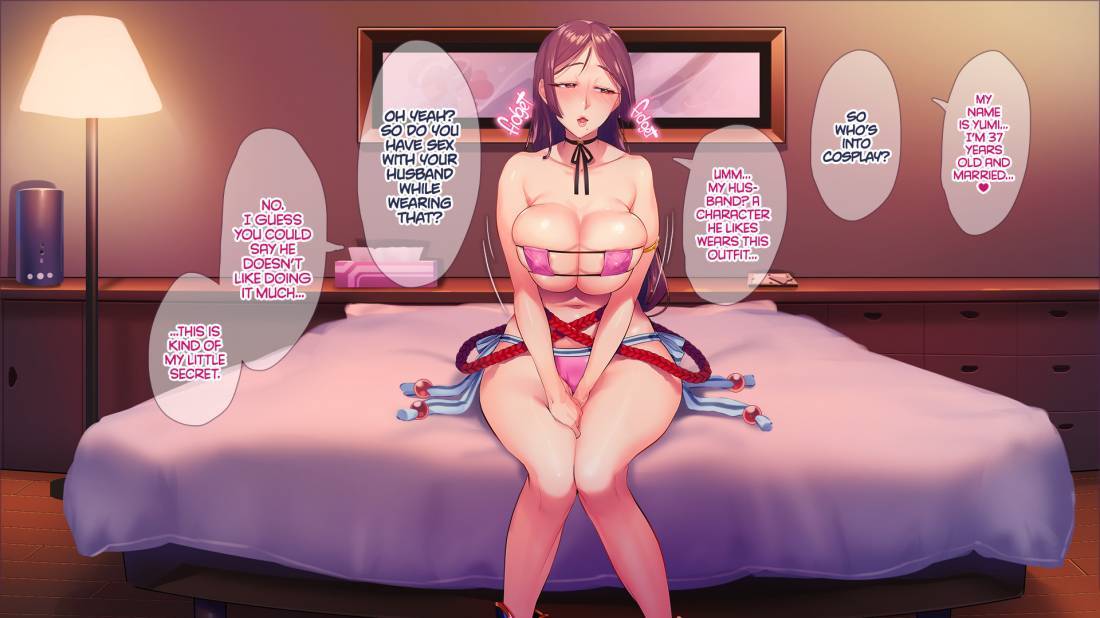 MY
NAME
IS YUMI...
I'M 37
YEARS
OLD AND
MARRIED...
♥
SO
WHO'S
INTO
COSPLAY?
UMM...
MY HUS-
BAND? A
CHARACTER
HE LIKES
WEARS THIS
OUTFIT...
fidget
fidget
OH YEAH?
SO DO YOU
HAVE SEX
WITH YOUR
HUSBAND
WHILE
WEARING
THAT?
NO.
I GUESS
YOU COULD
SAY HE
DOESN'T
LIKE DOING
IT MUCH...
...THIS IS
KIND OF
MY LITTLE
SECRET.